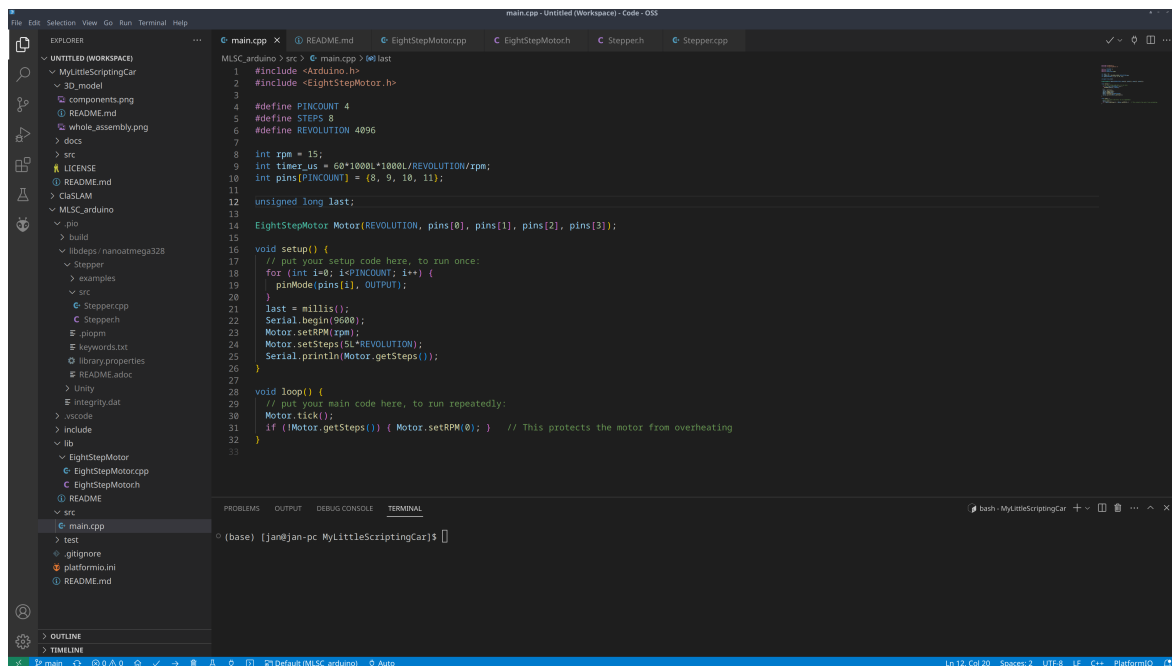 main.cpp - Untitled (Workspace) - Code - OSS
File Edit Selection View Go Run Terminal Help
EXPLORER
UNTITLED (WORKSPACE)
MyLittleScriptingCar
3D_model
components.png
README.md
whole_assembly.png
docs
src
LICENSE
README.md
ClaSLAM
MLSC_arduino
.pio
build
libdeps / nanoatmega328
Stepper
examples
src
Stepper.cpp
Stepper.h
.piopm
keywords.txt
library.properties
README.adoc
Unity
integrity.dat
.vscode
include
lib
EightStepMotor
EightStepMotor.cpp
EightStepMotor.h
README
src
main.cpp
test
.gitignore
platformio.ini
README.md
OUTLINE
TIMELINE
main.cpp README.md EightStepMotor.cpp EightStepMotor.h Stepper.h Stepper.cpp
MLSC_arduino > src > main.cpp > last
1 #include <Arduino.h>
2 #include <EightStepMotor.h>
3
4 #define PINCOUNT 4
5 #define STEPS 8
6 #define REVOLUTION 4096
7
8 int rpm = 15;
9 int timer_us = 60*1000L*1000L/REVOLUTION/rpm;
10 int pins[PINCOUNT] = {8, 9, 10, 11};
11
12 unsigned long last;
13
14 EightStepMotor Motor(REVOLUTION, pins[0], pins[1], pins[2], pins[3]);
15
16 void setup() {
17 // put your setup code here, to run once:
18 for (int i=0; i<PINCOUNT; i++) {
19 pinMode(pins[i], OUTPUT);
20 }
21 last = millis();
22 Serial.begin(9600);
23 Motor.setRPM(rpm);
24 Motor.setSteps(5L*REVOLUTION);
25 Serial.println(Motor.getSteps());
26 }
27
28 void loop() {
29 // put your main code here, to run repeatedly:
30 Motor.tick();
31 if (!Motor.getSteps()) { Motor.setRPM(0); } // This protects the motor from overheating
32 }
33
PROBLEMS OUTPUT DEBUG CONSOLE TERMINAL
bash - MyLittleScriptingCar
(base) [jan@jan-pc MyLittleScriptingCar]$
main 0 0 0 Default (MLSC_arduino) Auto
Ln 12, Col 20 Spaces: 2 UTF-8 LF C++ PlatformIO